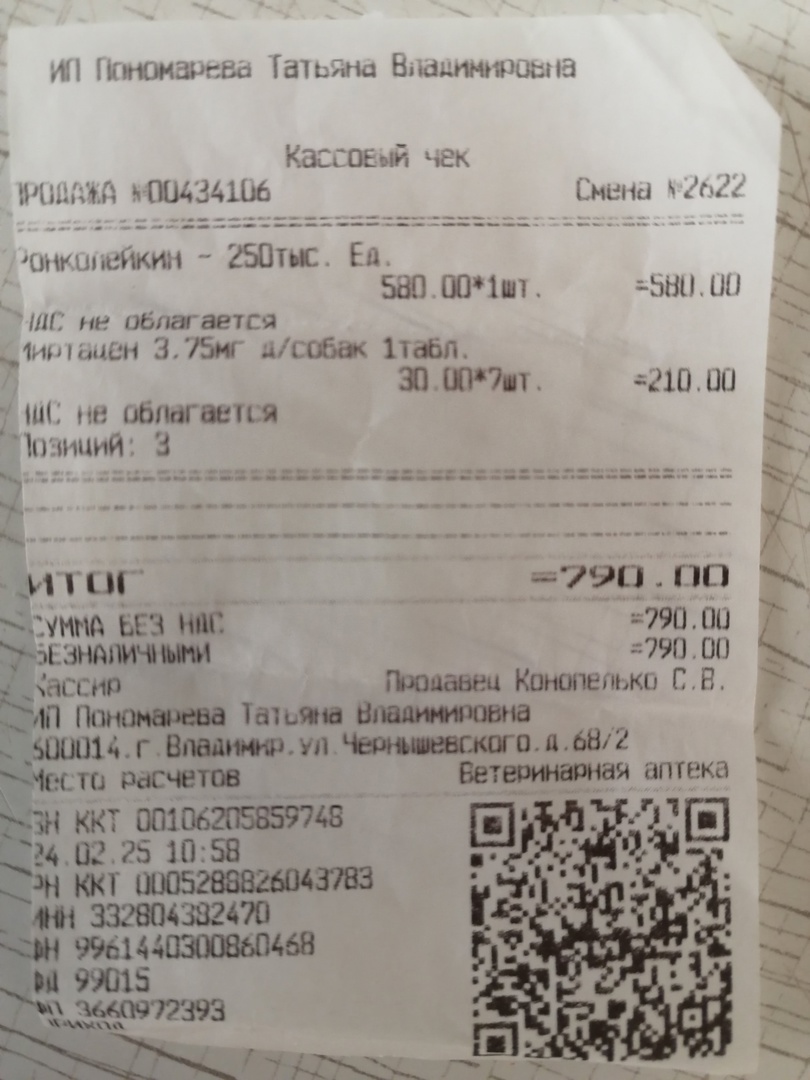 ИП Пономарева Татьяна Владимировна
Кассовый чек
ПРОДАЖА №00434106 Смена №2622
Ронколейкин - 250тыс. Ед.
580.00*1шт. =580.00
НДС не облагается
Миртацен 3.75мг д/собак 1табл.
30.00*7шт. =210.00
НДС не облагается
Позиций: 3
ИТОГ =790.00
СУММА БЕЗ НДС =790.00
БЕЗНАЛИЧНЫМИ =790.00
Кассир Продавец Конопелько С.В.
ИП Пономарева Татьяна Владимировна
600014.г.Владимир.ул.Чернышевского.д.68/2
Место расчетов Ветеринарная аптека
ЗН ККТ 00106205859748
24.02.25 10:58
РН ККТ 0005288826043783
ИНН 332804382470
ФН 9961440300860468
ФД 99015
ФП 3660972393
ПРИХОД